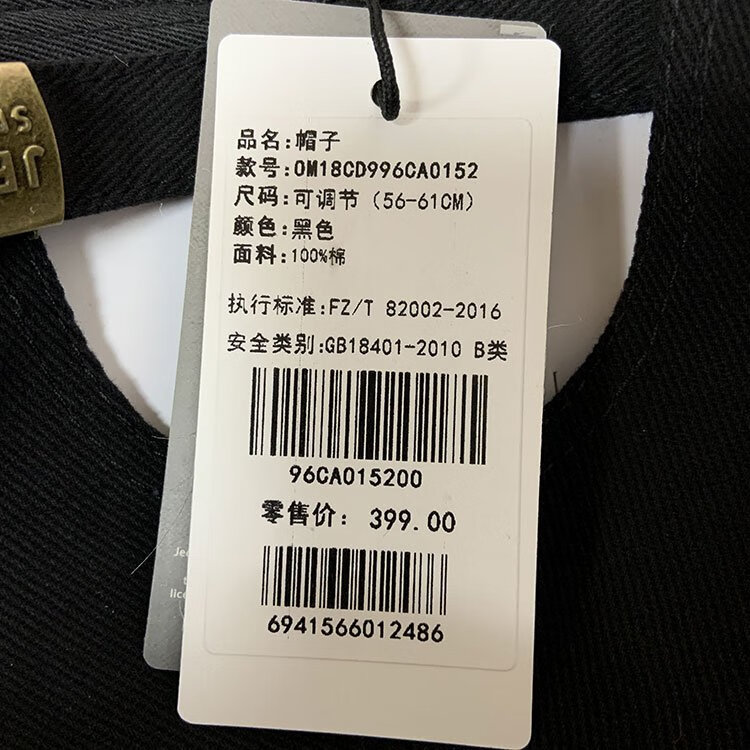 品名:帽子
款号:OM18CD996CA0152
尺码:可调节（56-61CM）
颜色:黑色
面料:100%棉
执行标准:FZ/T 82002-2016
安全类别:GB18401-2010 B类
96CA015200
零售价: 399.00
6941566012486